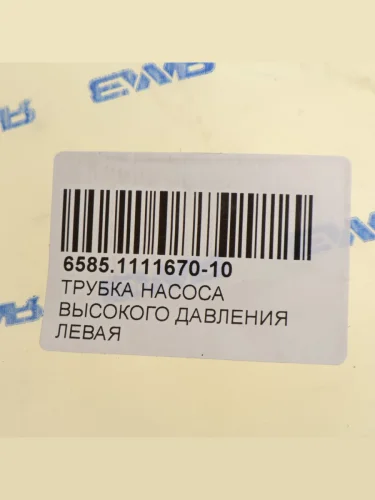 6585.1111670-10
ТРУБКА НАСОСА
ВЫСОКОГО ДАВЛЕНИЯ
ЛЕВАЯ